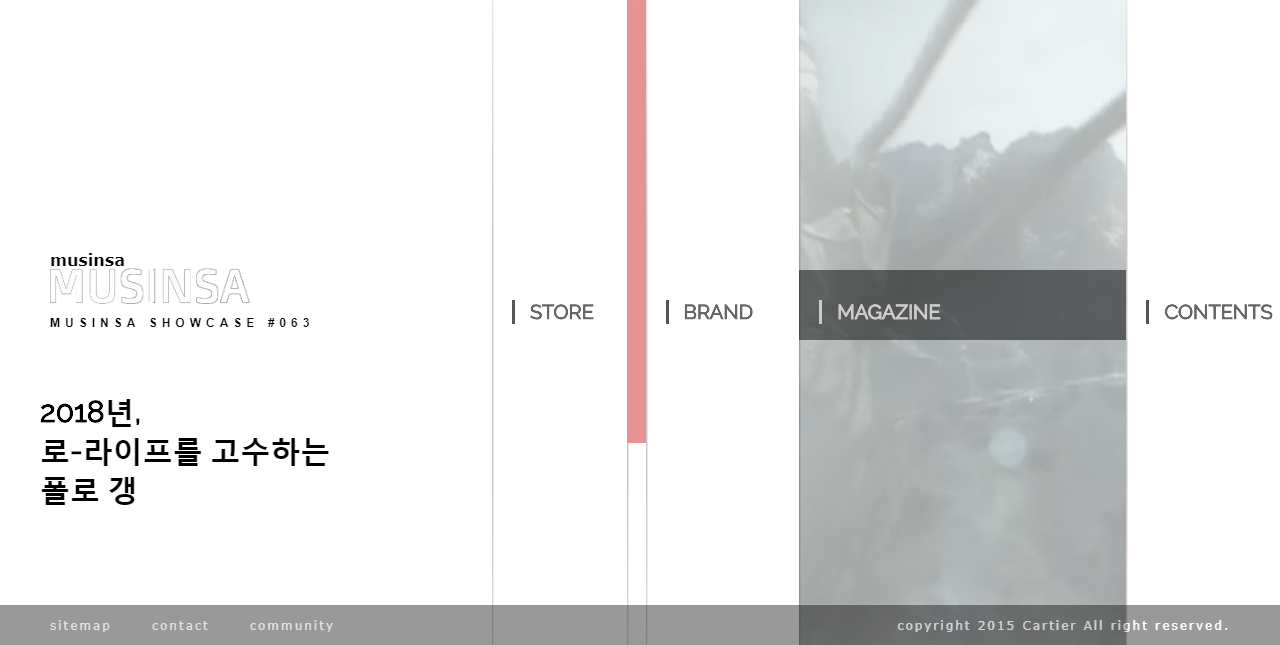 musinsa
MUSINSA
MUSINSA SHOWCASE #063
2018년,
로-라이프를 고수하는
폴로 갱
STORE
BRAND
MAGAZINE
CONTENTS
sitemap
contact
community
copyright 2015 Cartier All right reserved.